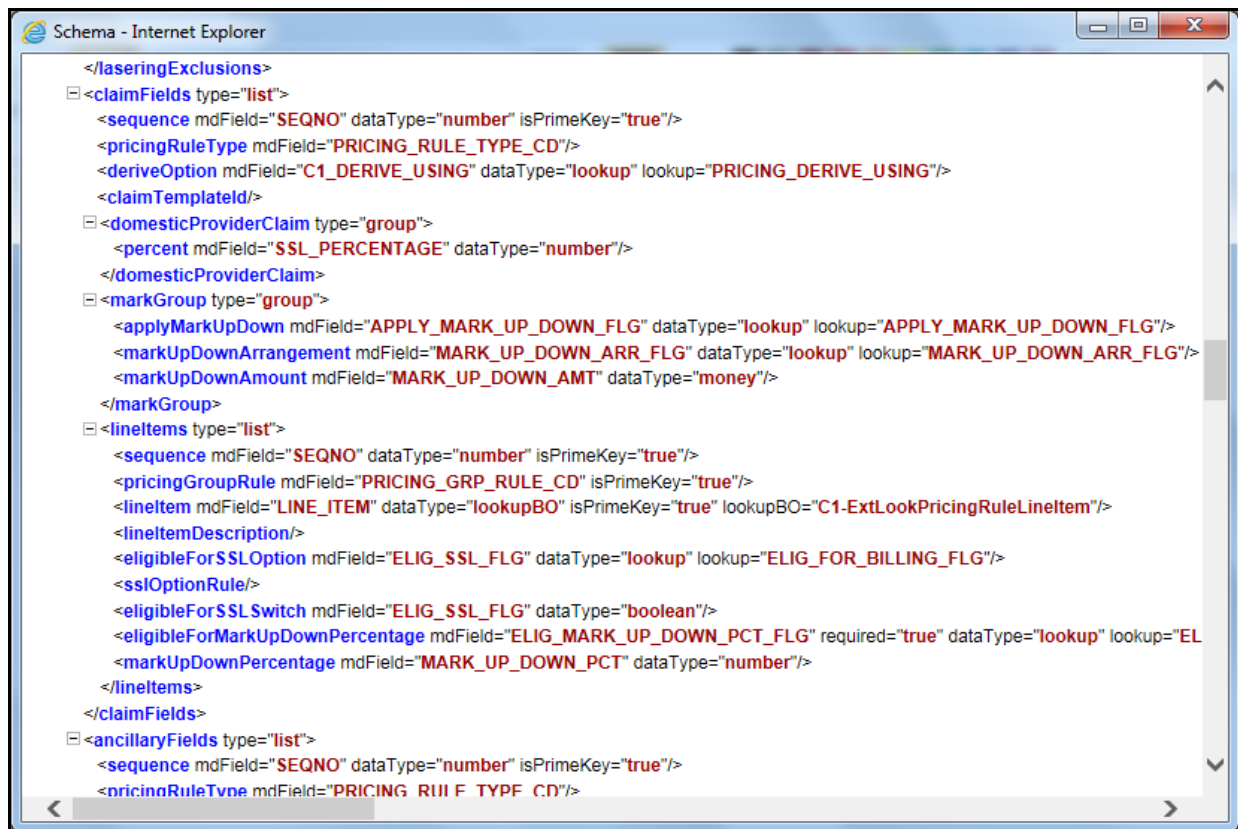 Schema - Internet Explorer
</laseringExclusions>
<claimFields type="list">
<sequence mdField="SEQNO" dataType="number" isPrimeKey="true"/>
<pricingRuleType mdField="PRICING_RULE_TYPE_CD"/>
<deriveOption mdField="C1_DERIVE_USING" dataType="lookup" lookup="PRICING_DERIVE_USING"/>
<claimTemplateId/>
<domesticProviderClaim type="group">
<percent mdField="SSL_PERCENTAGE" dataType="number"/>
</domesticProviderClaim>
<markGroup type="group">
<applyMarkUpDown mdField="APPLY_MARK_UP_DOWN_FLG" dataType="lookup" lookup="APPLY_MARK_UP_DOWN_FLG"/>
<markUpDownArrangement mdField="MARK_UP_DOWN_ARR_FLG" dataType="lookup" lookup="MARK_UP_DOWN_ARR_FLG"/>
<markUpDownAmount mdField="MARK_UP_DOWN_AMT" dataType="money"/>
</markGroup>
<lineItems type="list">
<sequence mdField="SEQNO" dataType="number" isPrimeKey="true"/>
<pricingGroupRule mdField="PRICING_GRP_RULE_CD" isPrimeKey="true"/>
<lineItem mdField="LINE_ITEM" dataType="lookupBO" isPrimeKey="true" lookupBO="C1-ExtLookPricingRuleLineItem"/>
<lineItemDescription/>
<eligibleForSSLOption mdField="ELIG_SSL_FLG" dataType="lookup" lookup="ELIG_FOR_BILLING_FLG"/>
<sslOptionRule/>
<eligibleForSSLSwitch mdField="ELIG_SSL_FLG" dataType="boolean"/>
<eligibleForMarkUpDownPercentage mdField="ELIG_MARK_UP_DOWN_PCT_FLG" required="true" dataType="lookup" lookup="EL
<markUpDownPercentage mdField="MARK_UP_DOWN_PCT" dataType="number"/>
</lineItems>
</claimFields>
<ancillaryFields type="list">
<sequence mdField="SEQNO" dataType="number" isPrimeKey="true"/>
<pricingRuleType mdField="PRICING_RULE_TYPE_CD"/>